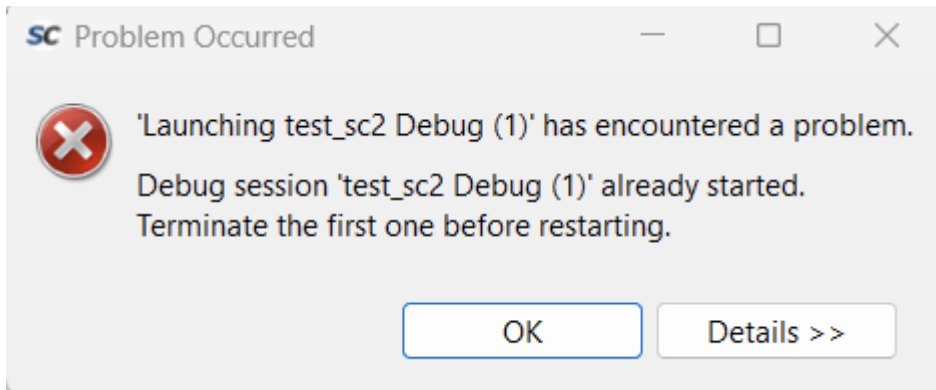 SC Problem Occurred
'Launching test_sc2 Debug (1)' has encountered a problem.
Debug session 'test_sc2 Debug (1)' already started.
Terminate the first one before restarting.
OK
Details >>